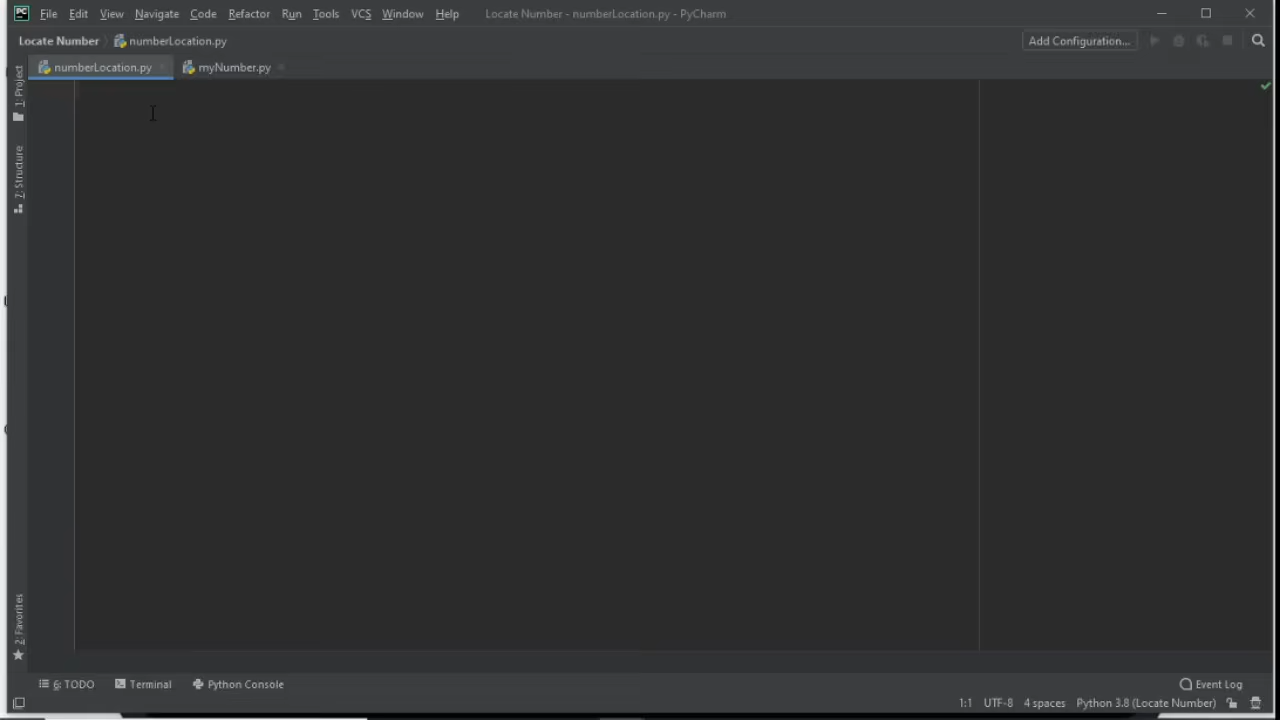 PC File Edit View Navigate Code Refactor Run Tools VCS Window Help Locate Number - numberLocation.py - PyCharm
Locate Number numberLocation.py Add Configuration...
numberLocation.py myNumber.py
1: Project
7: Structure
2: Favorites
6: TODO Terminal Python Console Event Log
1:1 UTF-8 4 spaces Python 3.8 (Locate Number)